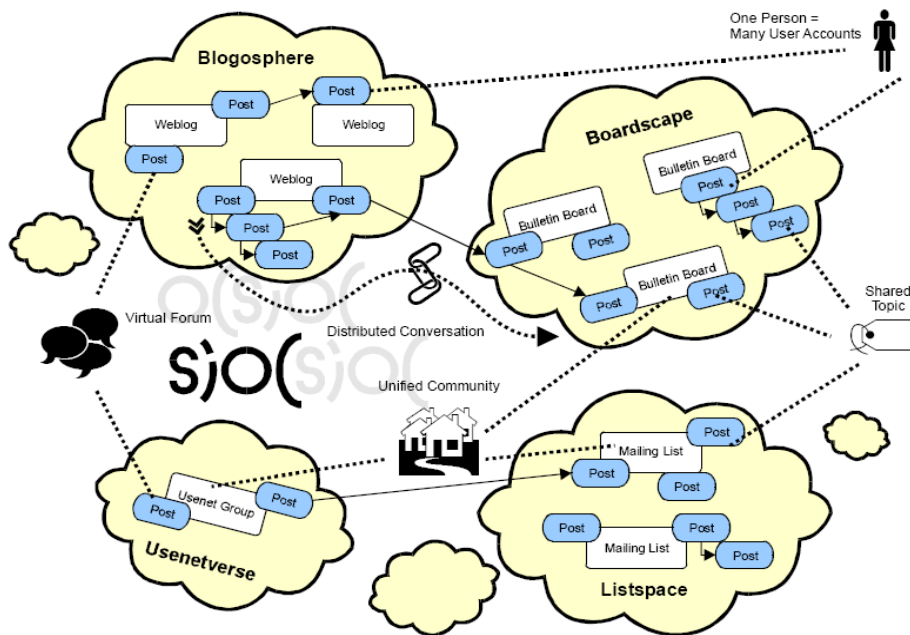 One Person =
Many User Accounts
Blogosphere
Post
Post
Weblog
Weblog
Post
Weblog
Post
Post
Post
Post
Boardscape
Bulletin Board
Post
Post
Post
Bulletin Board
Post
Post
Bulletin Board
Post
Post
Virtual Forum
Distributed Conversation
Shared
Topic
sioc
sioc
sioc
Unified Community
Usenet Group
Post
Post
Usenetverse
Post
Mailing List
Post
Post
Post
Post
Mailing List
Post
Listspace